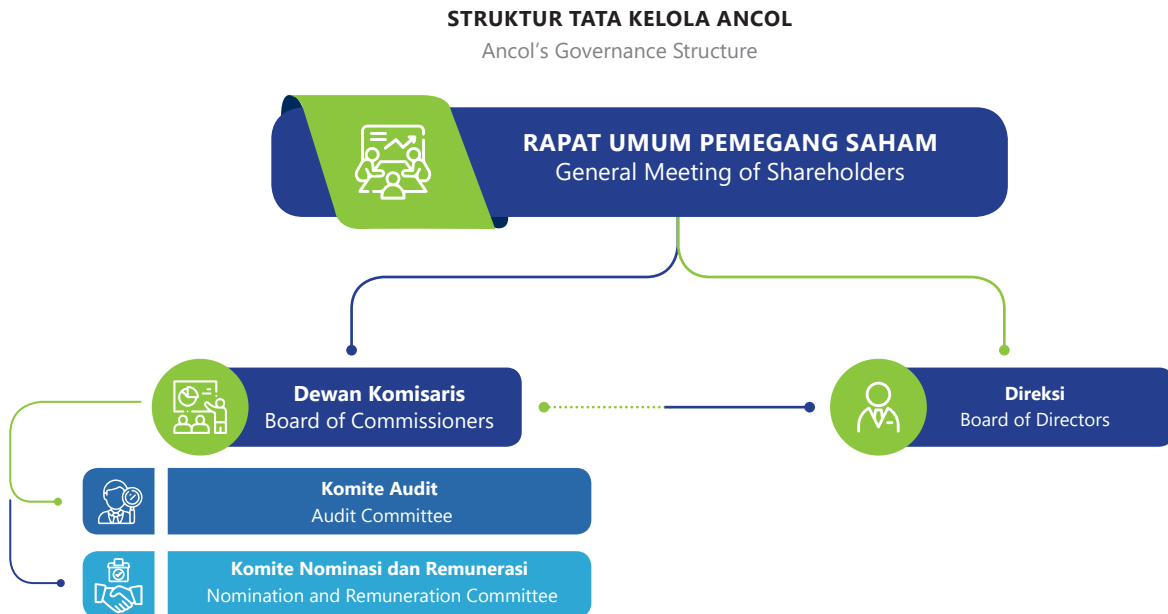 STRUKTUR TATA KELOLA ANCOL
Ancol’s Governance Structure
RAPAT UMUM PEMEGANG SAHAM
General Meeting of Shareholders
Dewan Komisaris
Board of Commissioners
Direksi
Board of Directors
Komite Audit
Audit Committee
Komite Nominasi dan Remunerasi
Nomination and Remuneration Committee